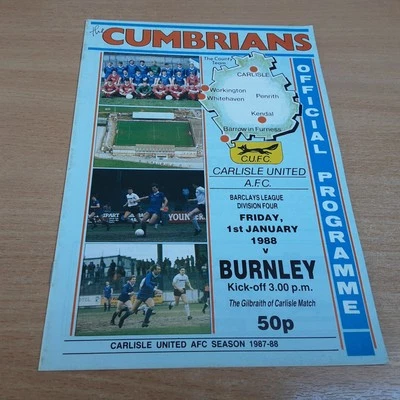 the CUMBRIANS
The County Team
CARLISLE
Workington
Whitehaven
Penrith
Kendal
Barrow in Furness
C.U.F.C.
CARLISLE UNITED
A.F.C.
BARCLAYS LEAGUE
DIVISION FOUR
FRIDAY,
1st JANUARY
1988
v
BURNLEY
Kick-off 3.00 p.m.
The Gilbraith of Carlisle Match
50p
OFFICIAL PROGRAMME
CARLISLE UNITED AFC SEASON 1987-88